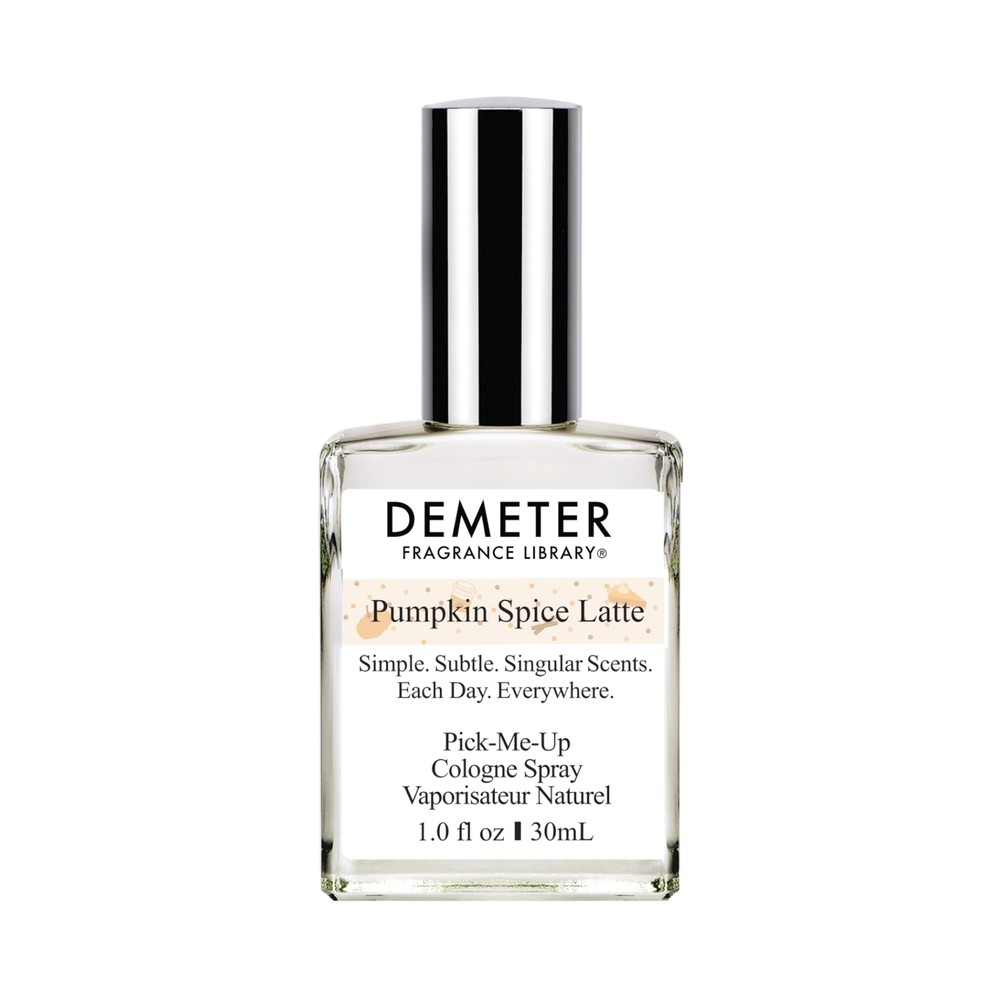 DEMETER
FRAGRANCE LIBRARY®
Pumpkin Spice Latte
Simple. Subtle. Singular Scents.
Each Day. Everywhere.
Pick-Me-Up
Cologne Spray
Vaporisateur Naturel
1.0 fl oz ▮ 30mL